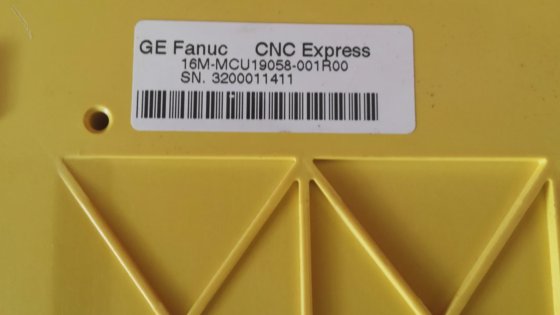 GE Fanuc CNC Express
16M-MCU19058-001R00
SN. 3200011411